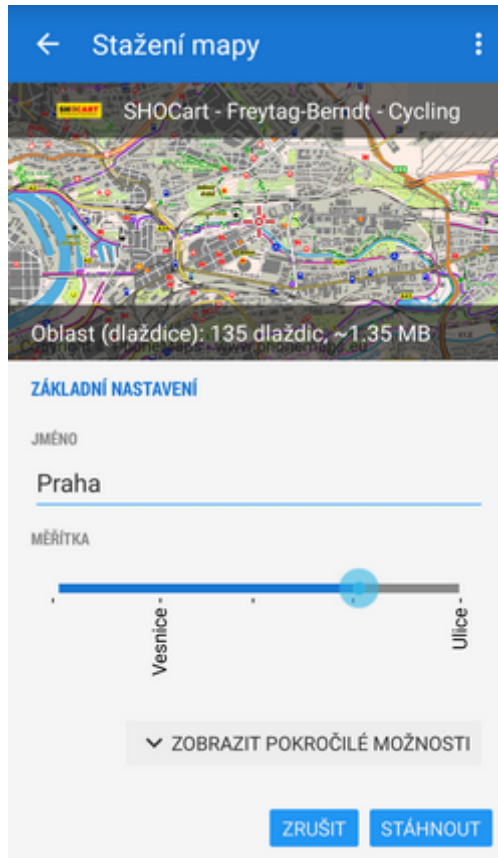 Stažení mapy
SHOCART
SHOCart - Freytag-Berndt - Cycling
Oblast (dlaždice): 135 dlaždic, ~1.35 MB
ZÁKLADNÍ NASTAVENÍ
JMÉNO
Praha
MĚŘÍTKA
Vesnice
Ulice
ZOBRAZIT POKROČILÉ MOŽNOSTI
ZRUŠIT
STÁHNOUT